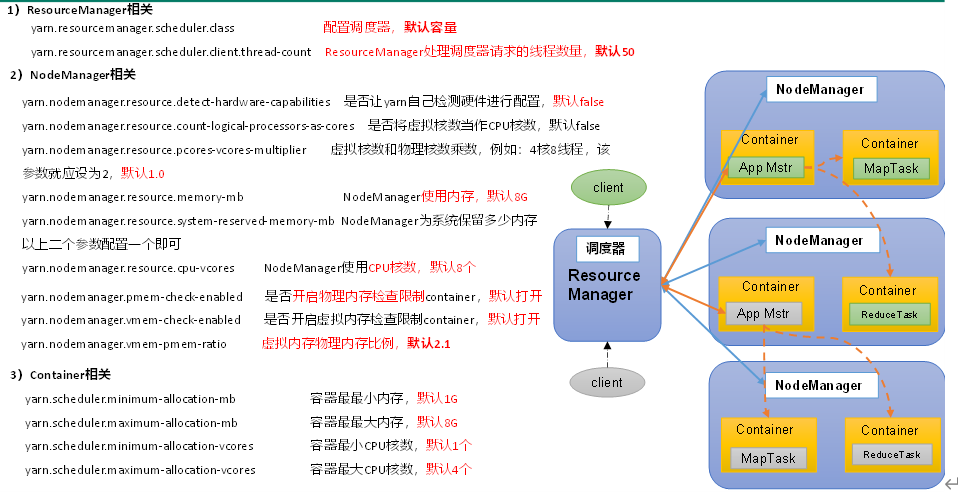 1）ResourceManager相关
yarn.resourcemanager.scheduler.class 配置调度器，默认容量
yarn.resourcemanager.scheduler.client.thread-count ResourceManager处理调度器请求的线程数量，默认50
2）NodeManager相关
yarn.nodemanager.resource.detect-hardware-capabilities 是否让yarn自己检测硬件进行配置，默认false
yarn.nodemanager.resource.count-logical-processors-as-cores 是否将虚拟核数当作CPU核数，默认false
yarn.nodemanager.resource.pcores-vcores-multiplier 虚拟核数和物理核数乘数，例如：4核8线程，该
参数就应设为2，默认1.0
yarn.nodemanager.resource.memory-mb NodeManager使用内存，默认8G
yarn.nodemanager.resource.system-reserved-memory-mb NodeManager为系统保留多少内存
以上二个参数配置一个即可
yarn.nodemanager.resource.cpu-vcores NodeManager使用CPU核数，默认8个
yarn.nodemanager.pmem-check-enabled 是否开启物理内存检查限制container，默认打开
yarn.nodemanager.vmem-check-enabled 是否开启虚拟内存检查限制container，默认打开
yarn.nodemanager.vmem-pmem-ratio 虚拟内存物理内存比例，默认2.1
3）Container相关
yarn.scheduler.minimum-allocation-mb 容器最最小内存，默认1G
yarn.scheduler.maximum-allocation-mb 容器最最大内存，默认8G
yarn.scheduler.minimum-allocation-vcores 容器最小CPU核数，默认1个
yarn.scheduler.maximum-allocation-vcores 容器最大CPU核数，默认4个
client
调度器
Resource
Manager
client
NodeManager
Container
App Mstr
Container
MapTask
NodeManager
Container
App Mstr
Container
ReduceTask
NodeManager
Container
MapTask
Container
ReduceTask